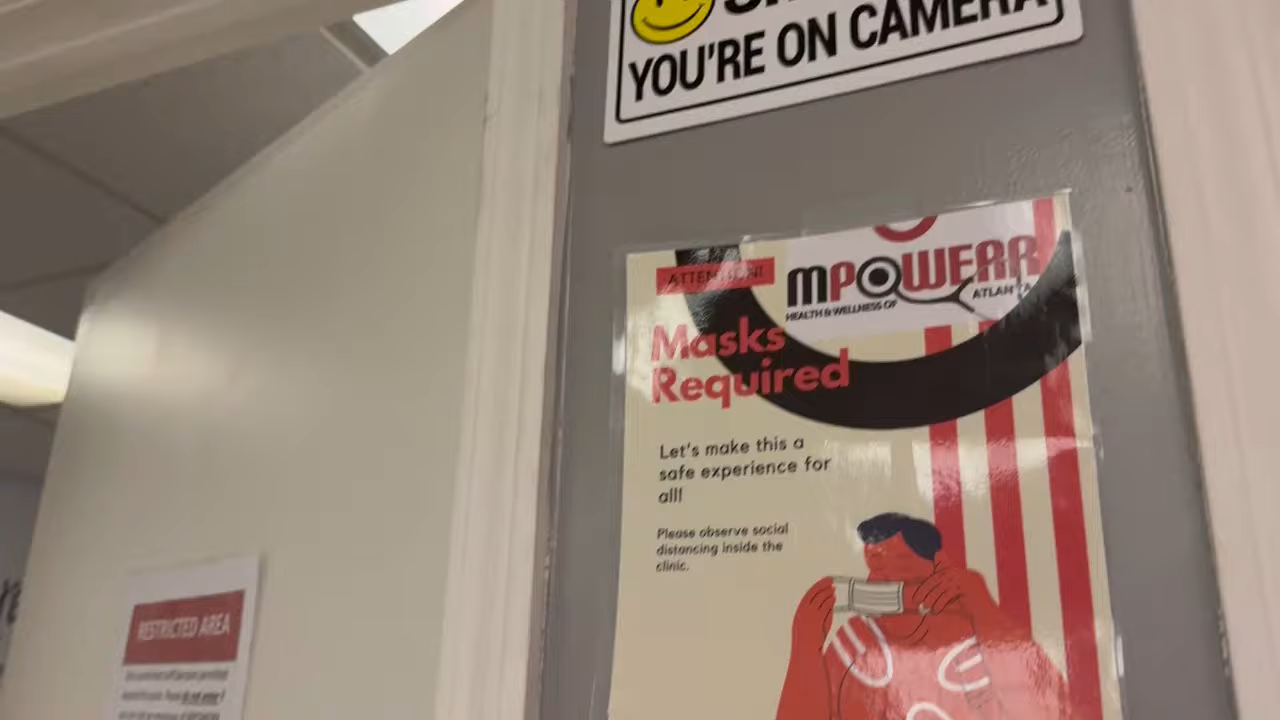 YOU'RE ON CAMERA
ATTENTION!
MPOWERR
HEALTH & WELLNESS OF
ATLANTA
Masks
Required
Let's make this a
safe experience for
all!
Please observe social
distancing inside the
clinic.
RESTRICTED AREA